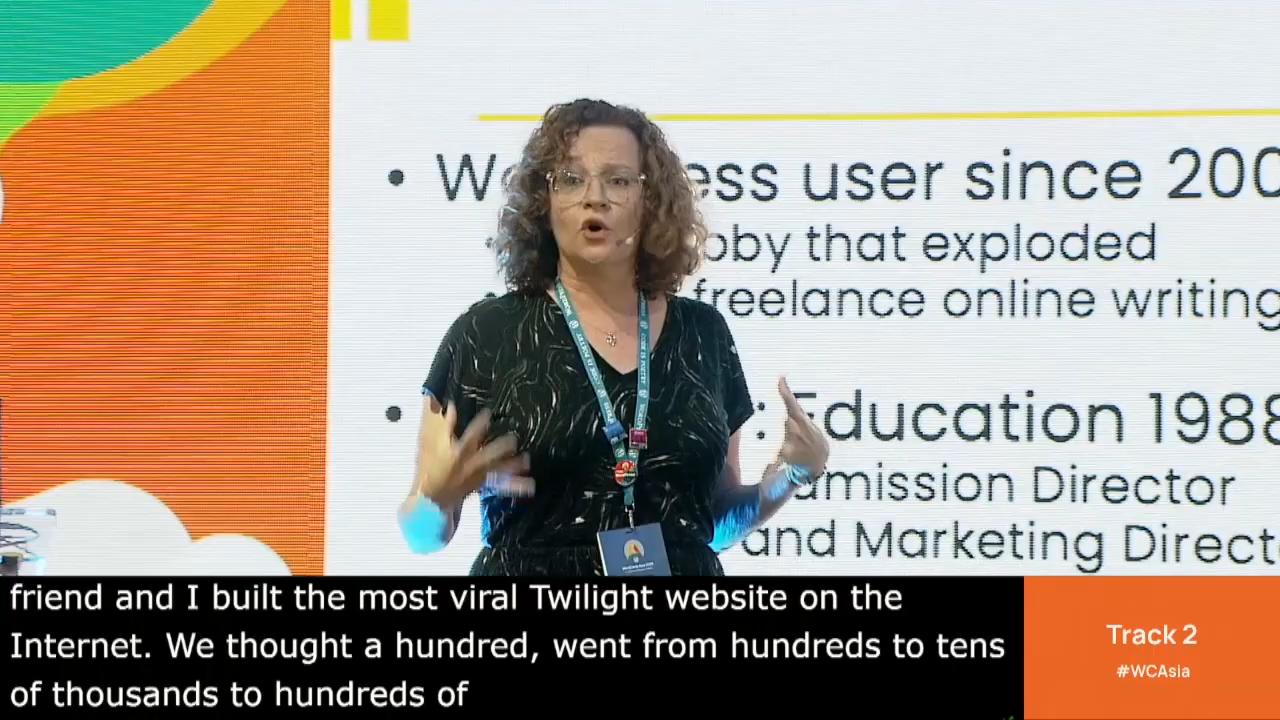 W ess user since 200
obby that exploded
freelance online writing
: Education 1988
dmission Director
and Marketing Direct
friend and I built the most viral Twilight website on the
Internet. We thought a hundred, went from hundreds to tens
of thousands to hundreds of
Track 2
#WCAsia